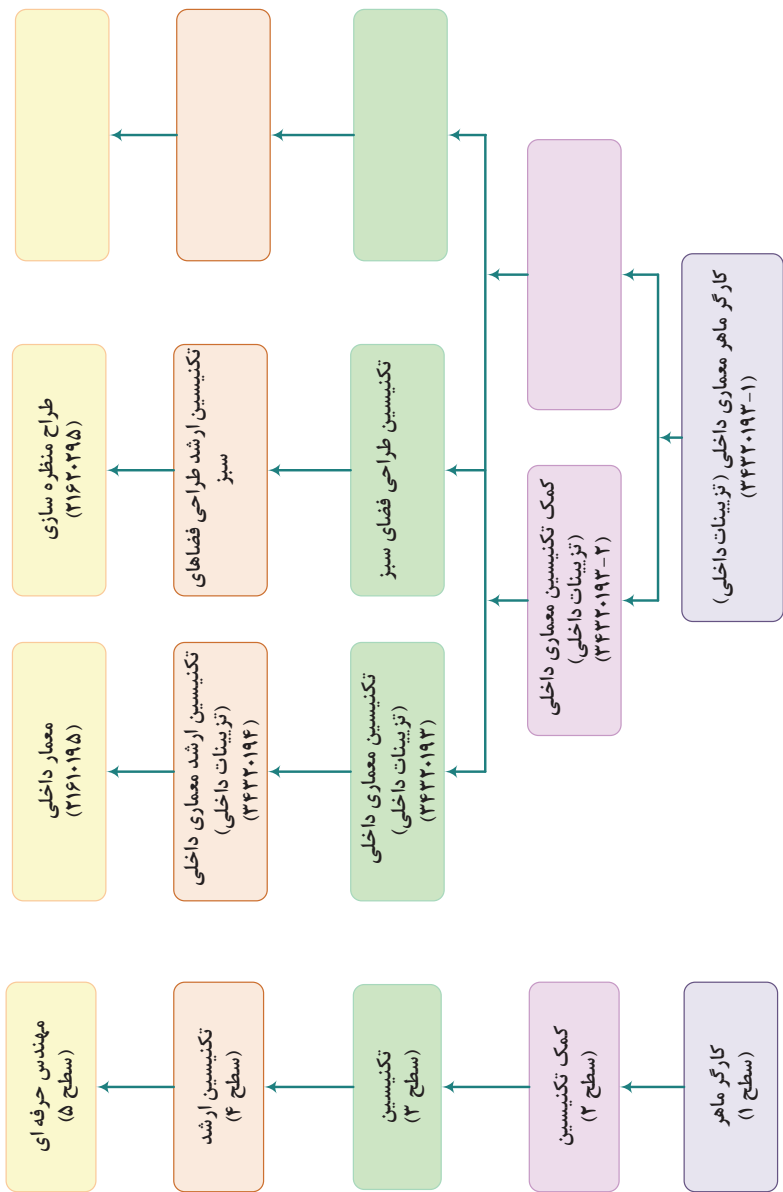 مهندس حرفه ای
(سطح ۵)
تکنیسین ارشد
(سطح ۴)
تکنیسین
(سطح ۳)
کمک تکنیسین
(سطح ۲)
کارگر ماهر
(سطح ۱)
معمار داخلی
(۲۱۶۱۰۱۹۵)
تکنیسین ارشد معماری داخلی
(تزیینات داخلی)
(۳۴۳۲۰۱۹۴)
تکنیسین معماری داخلی
(تزیینات داخلی)
(۳۴۳۲۰۱۹۳)
کمک تکنیسین معماری داخلی
(تزیینات داخلی)
(۳۴۳۲۰۱۹۳-۲)
کارگر ماهر معماری داخلی (تزیینات داخلی)
(۳۴۳۲۰۱۹۳-۱)
طراح منظره سازی
(۲۱۶۲۰۲۹۵)
تکنیسین ارشد طراحی فضاهای
سبز
تکنیسین طراحی فضای سبز